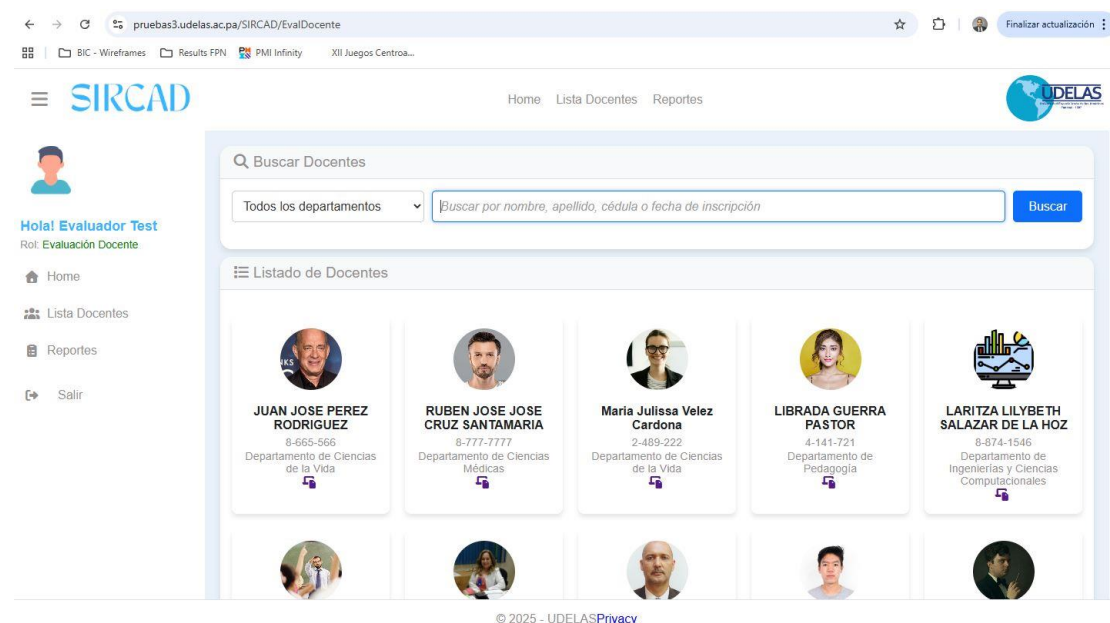 pruebas3.udelas.ac.pa/SIRCAD/EvalDocente
Finalizar actualización
BIC - Wireframes
Results FPN
PMI Infinity
XII Juegos Centroa...
SIRCAD
Home
Lista Docentes
Reportes
UDELAS
Hola! Evaluador Test
Rol: Evaluación Docente
Home
Lista Docentes
Reportes
Salir
Buscar Docentes
Todos los departamentos
Buscar por nombre, apellido, cédula o fecha de inscripción
Buscar
Listado de Docentes
JUAN JOSE PEREZ
RODRIGUEZ
8-665-566
Departamento de Ciencias
de la Vida
RUBEN JOSE JOSE
CRUZ SANTAMARIA
8-777-7777
Departamento de Ciencias
Médicas
Maria Julissa Velez
Cardona
2-489-222
Departamento de Ciencias
de la Vida
LIBRADA GUERRA
PASTOR
4-141-721
Departamento de
Pedagogía
LARITZA LILYBETH
SALAZAR DE LA HOZ
8-874-1546
Departamento de
Ingenierías y Ciencias
Computacionales
© 2025 - UDELASPrivacy